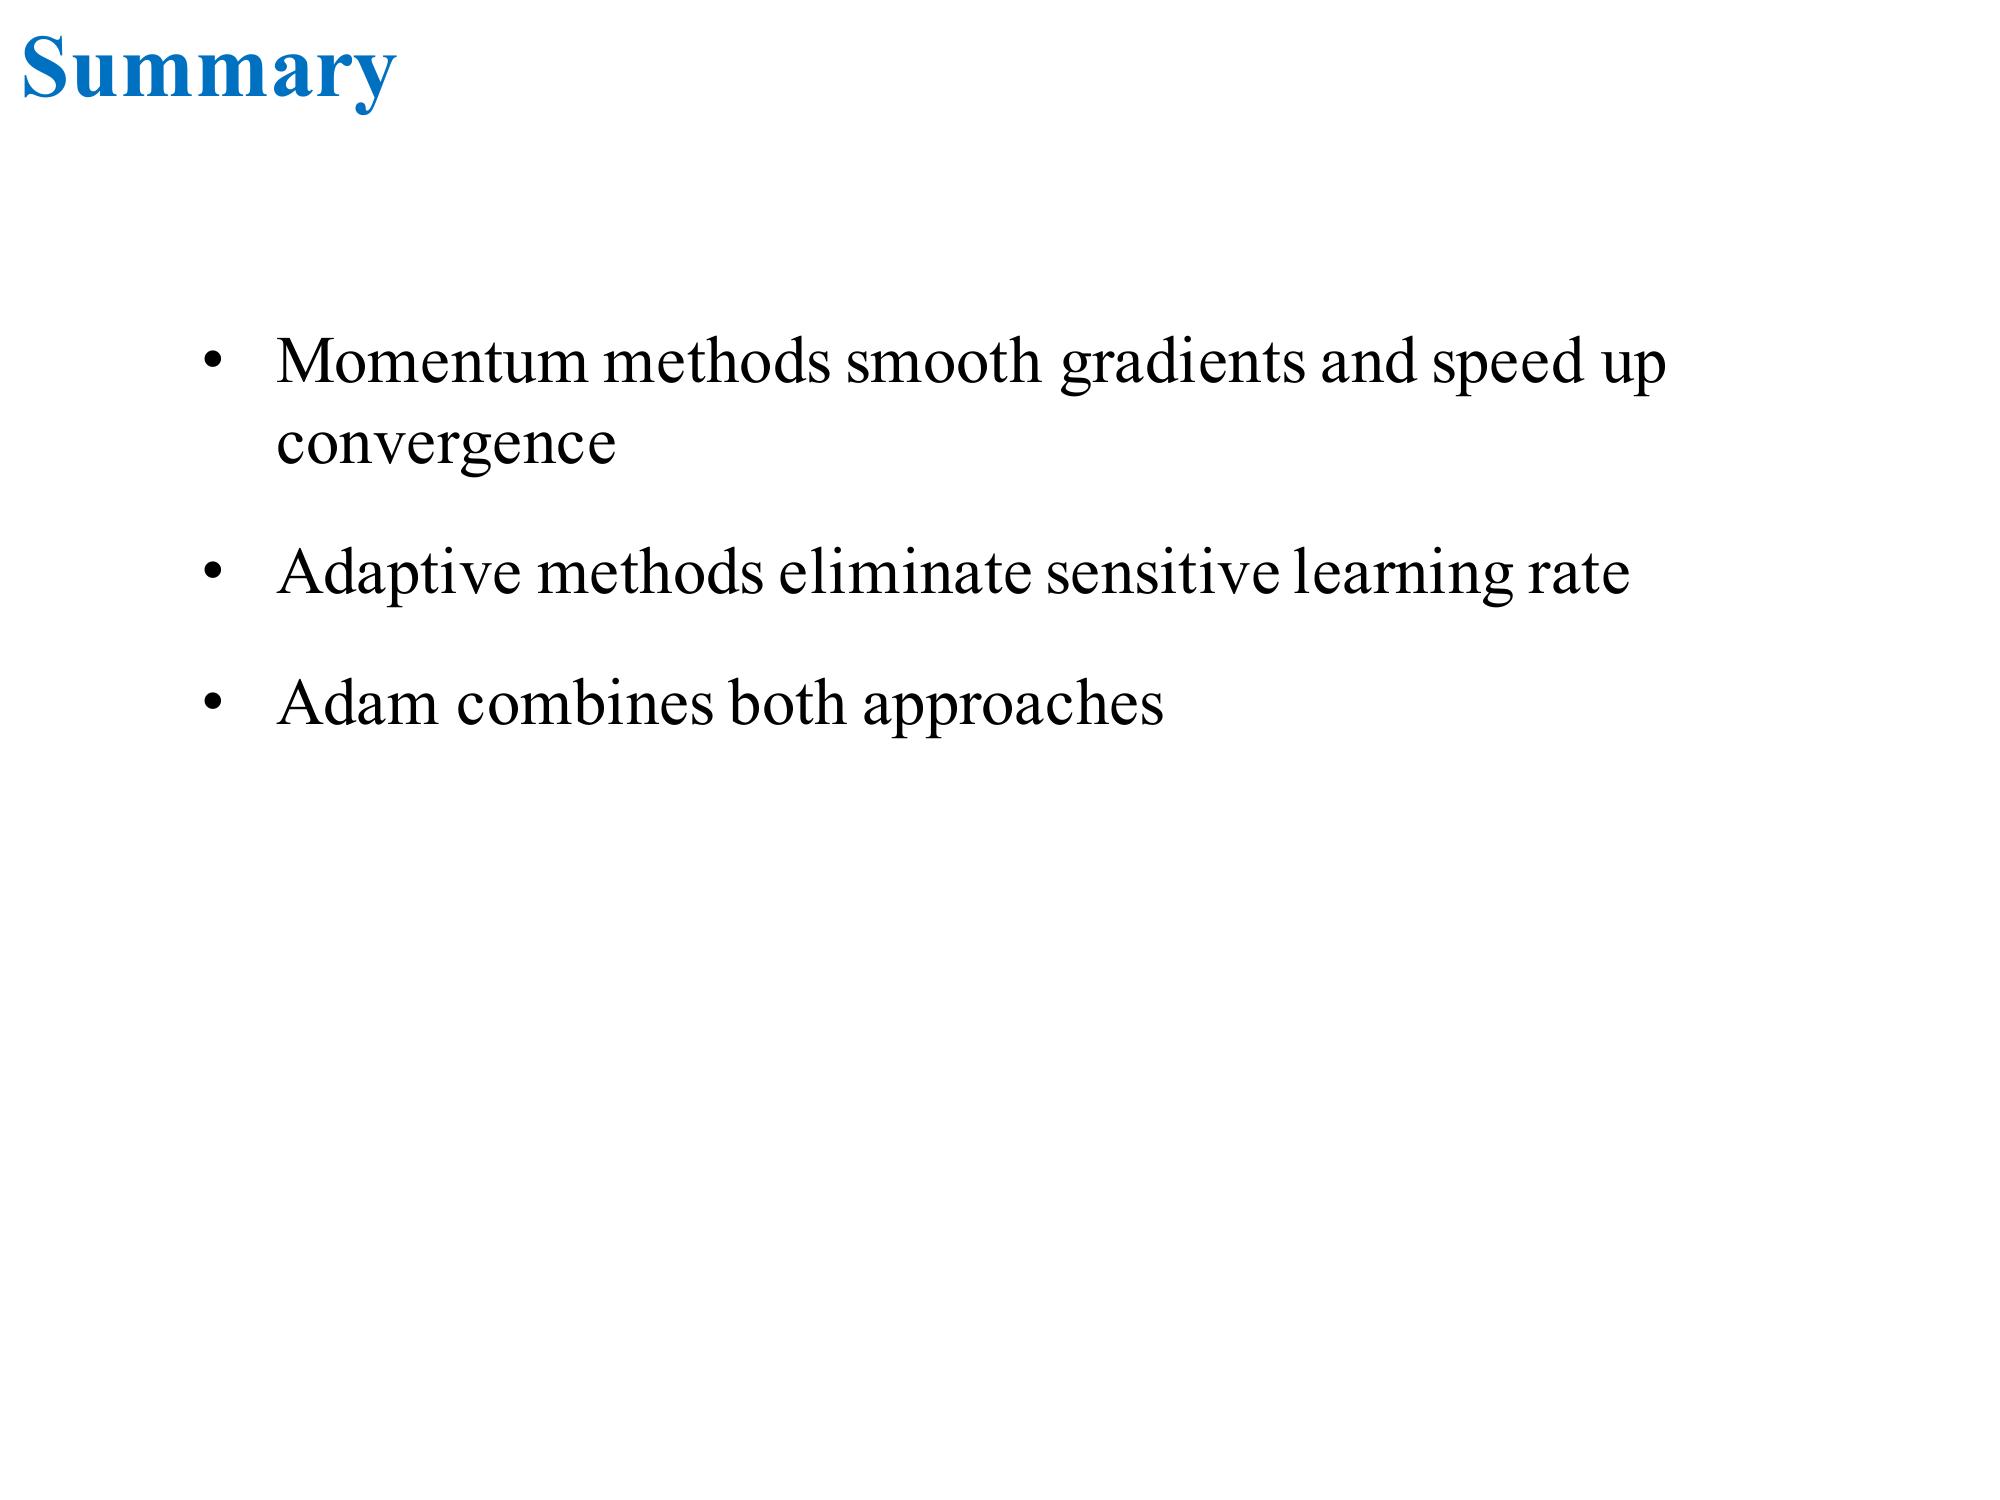 Summary
• Momentum methods smooth gradients and speed up
convergence
• Adaptive methods eliminate sensitive learning rate
• Adam combines both approaches